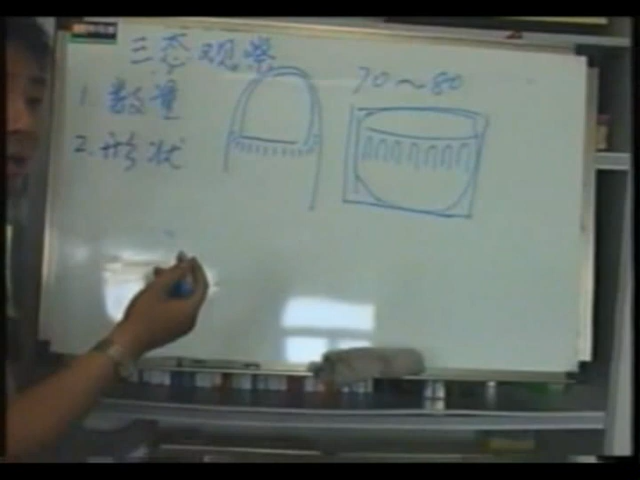 三态观察
1. 数量
2. 形状
70～80